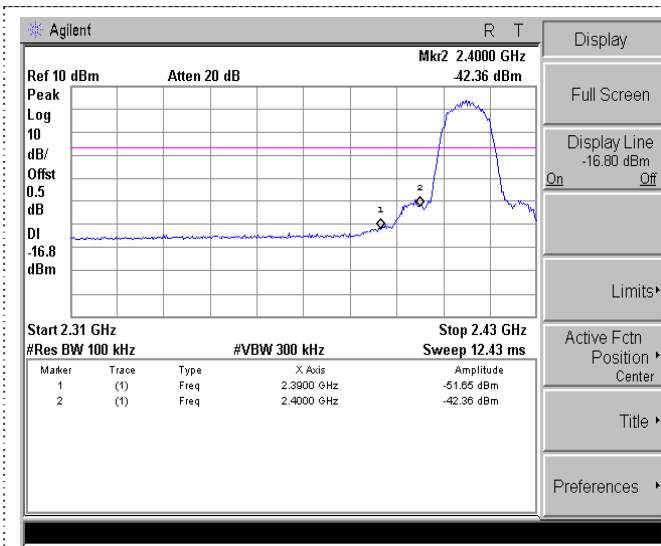 Agilent R T
Mkr2 2.4000 GHz
Ref 10 dBm Atten 20 dB -42.36 dBm
Peak
Log
10
dB/
Offst
0.5
dB
DI
-16.8
dBm
1
2
Start 2.31 GHz Stop 2.43 GHz
#Res BW 100 kHz #VBW 300 kHz Sweep 12.43 ms
Marker Trace Type X Axis Amplitude
1 (1) Freq 2.3900 GHz -51.65 dBm
2 (1) Freq 2.4000 GHz -42.36 dBm
Display
Full Screen
Display Line
-16.80 dBm
On Off
Limits
Active Fctn
Position
Center
Title
Preferences